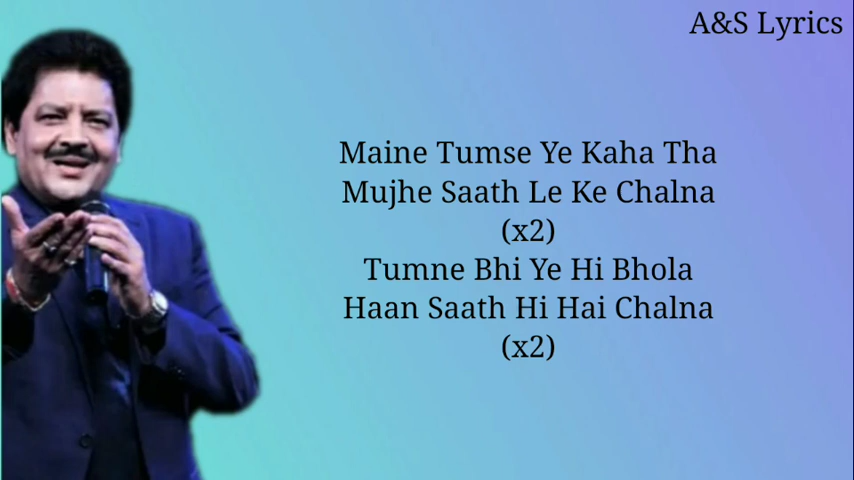 A&S Lyrics
Maine Tumse Ye Kaha Tha
Mujhe Saath Le Ke Chalna
(x2)
Tumne Bhi Ye Hi Bhola
Haan Saath Hi Hai Chalna
(x2)